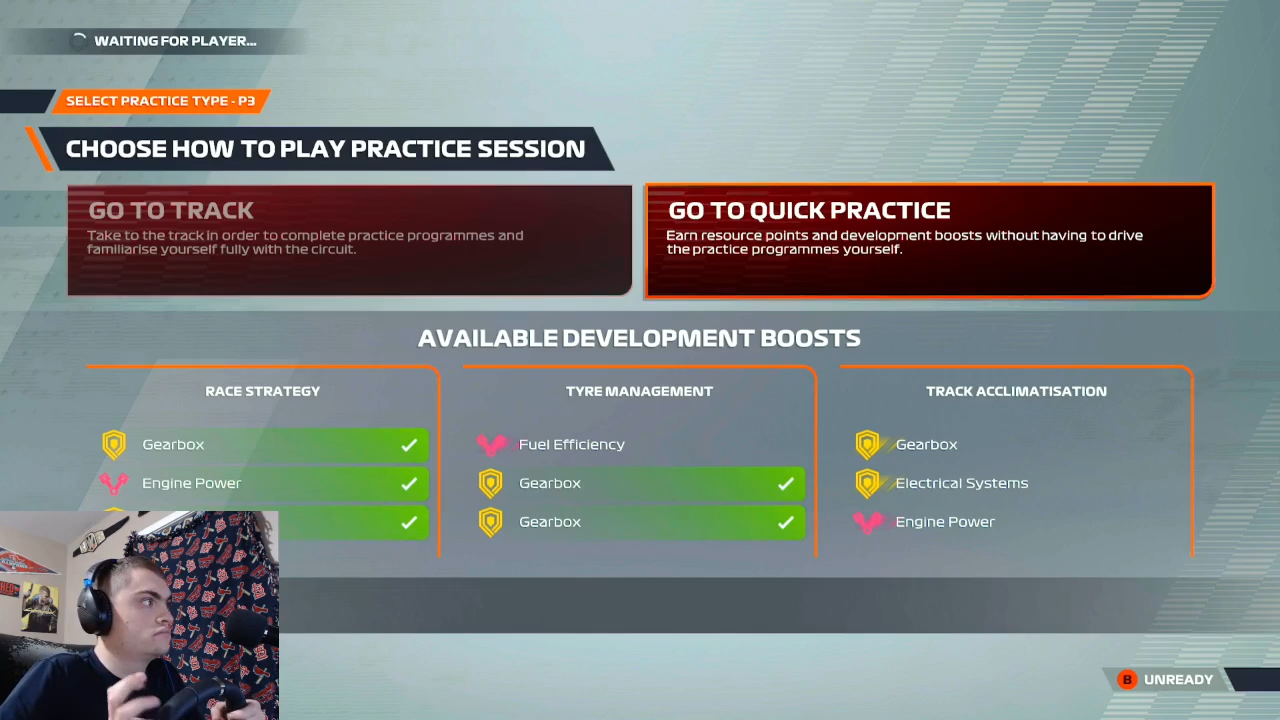 WAITING FOR PLAYER...
SELECT PRACTICE TYPE - P3
CHOOSE HOW TO PLAY PRACTICE SESSION
GO TO TRACK
Take to the track in order to complete practice programmes and
familiarise yourself fully with the circuit.
GO TO QUICK PRACTICE
Earn resource points and development boosts without having to drive
the practice programmes yourself.
AVAILABLE DEVELOPMENT BOOSTS
RACE STRATEGY
Gearbox
Engine Power
TYRE MANAGEMENT
Fuel Efficiency
Gearbox
Gearbox
TRACK ACCLIMATISATION
Gearbox
Electrical Systems
Engine Power
B UNREADY